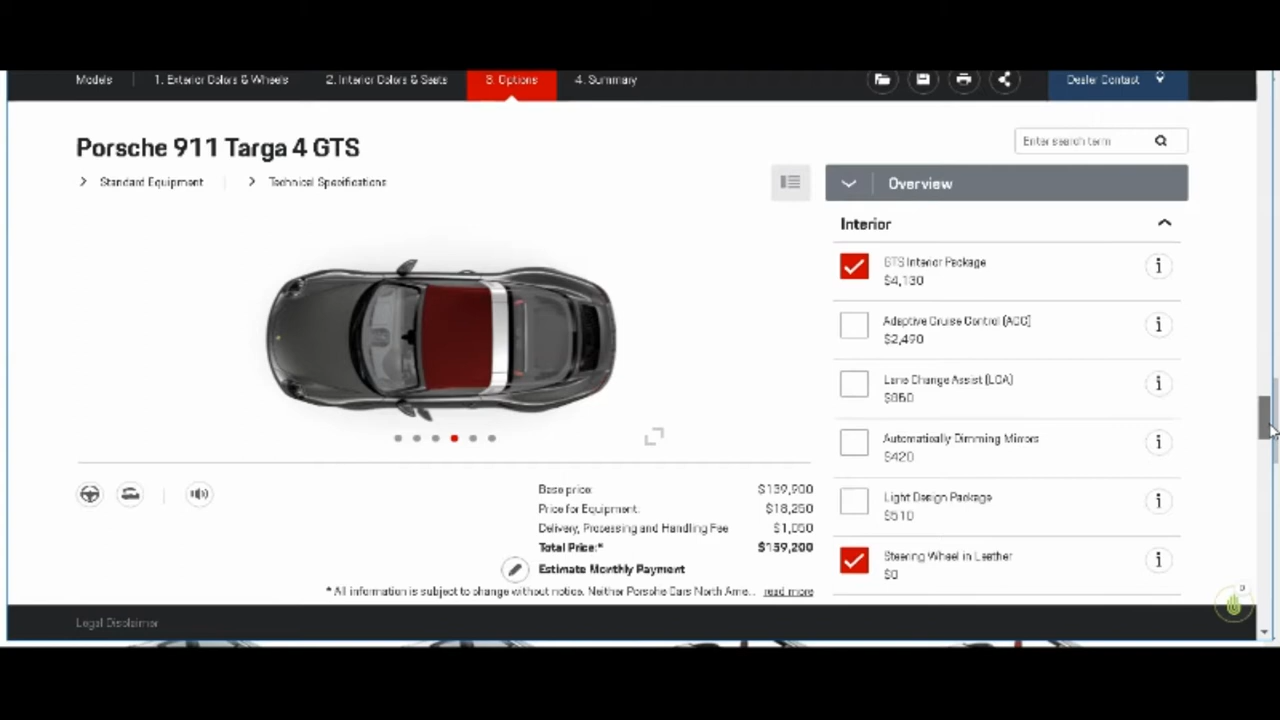 Models
1. Exterior Colors & Wheels
2. Interior Colors & Seats
3. Options
4. Summary
Dealer Contact
Porsche 911 Targa 4 GTS
Enter search term
Standard Equipment
Technical Specifications
Overview
Interior
GTS Interior Package
$4,130
Adaptive Cruise Control (ACC)
$2,490
Lane Change Assist (LCA)
$850
Automatically Dimming Mirrors
$420
Light Design Package
$510
Steering Wheel in Leather
$0
Base price: $139,900
Price for Equipment: $18,250
Delivery, Processing and Handling Fee $1,050
Total Price:* $159,200
Estimate Monthly Payment
* All information is subject to change without notice. Neither Porsche Cars North Ame... read more
Legal Disclaimer